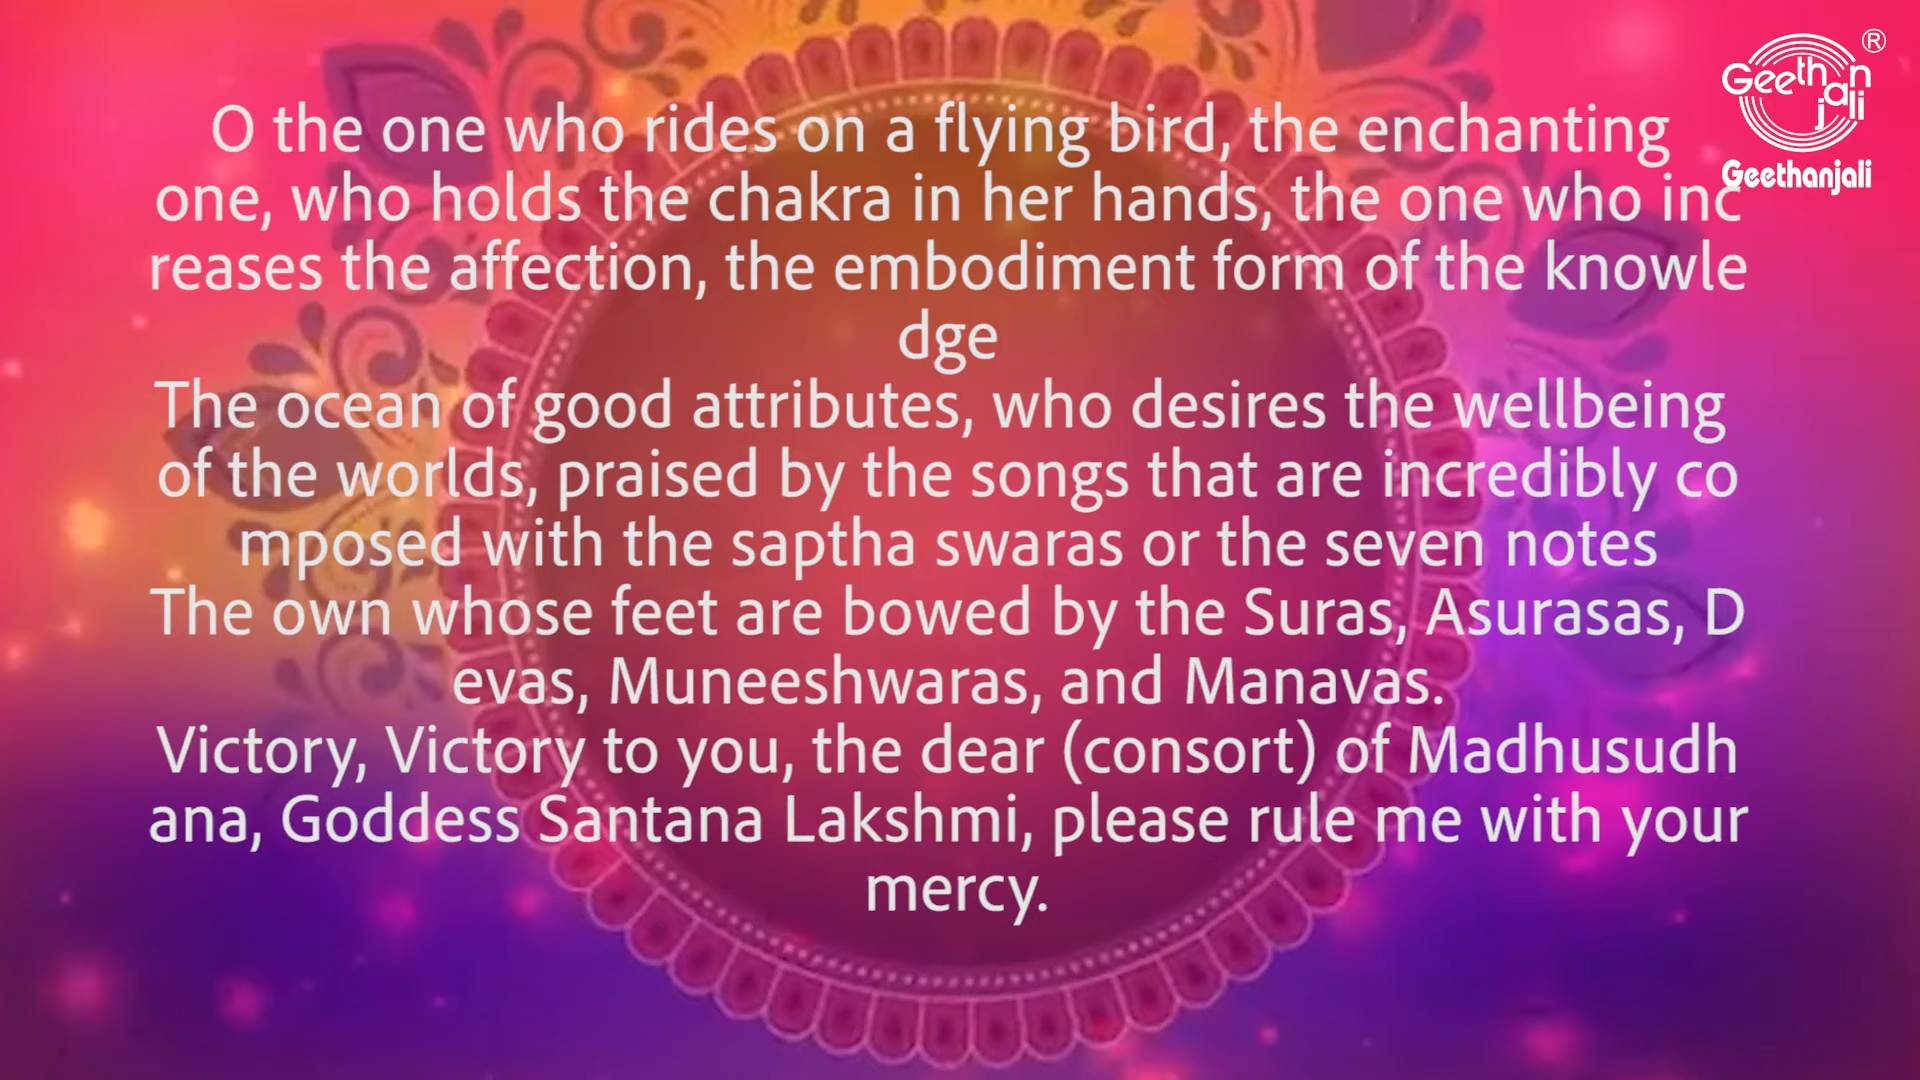 O the one who rides on a flying bird, the enchanting
one, who holds the chakra in her hands, the one who inc
reases the affection, the embodiment form of the knowle
dge
The ocean of good attributes, who desires the wellbeing
of the worlds, praised by the songs that are incredibly co
mposed with the saptha swaras or the seven notes
The own whose feet are bowed by the Suras, Asurasas, D
evas, Muneeshwaras, and Manavas.
Victory, Victory to you, the dear (consort) of Madhusudh
ana, Goddess Santana Lakshmi, please rule me with your
mercy.
Geethanjali ®
Geethanjali